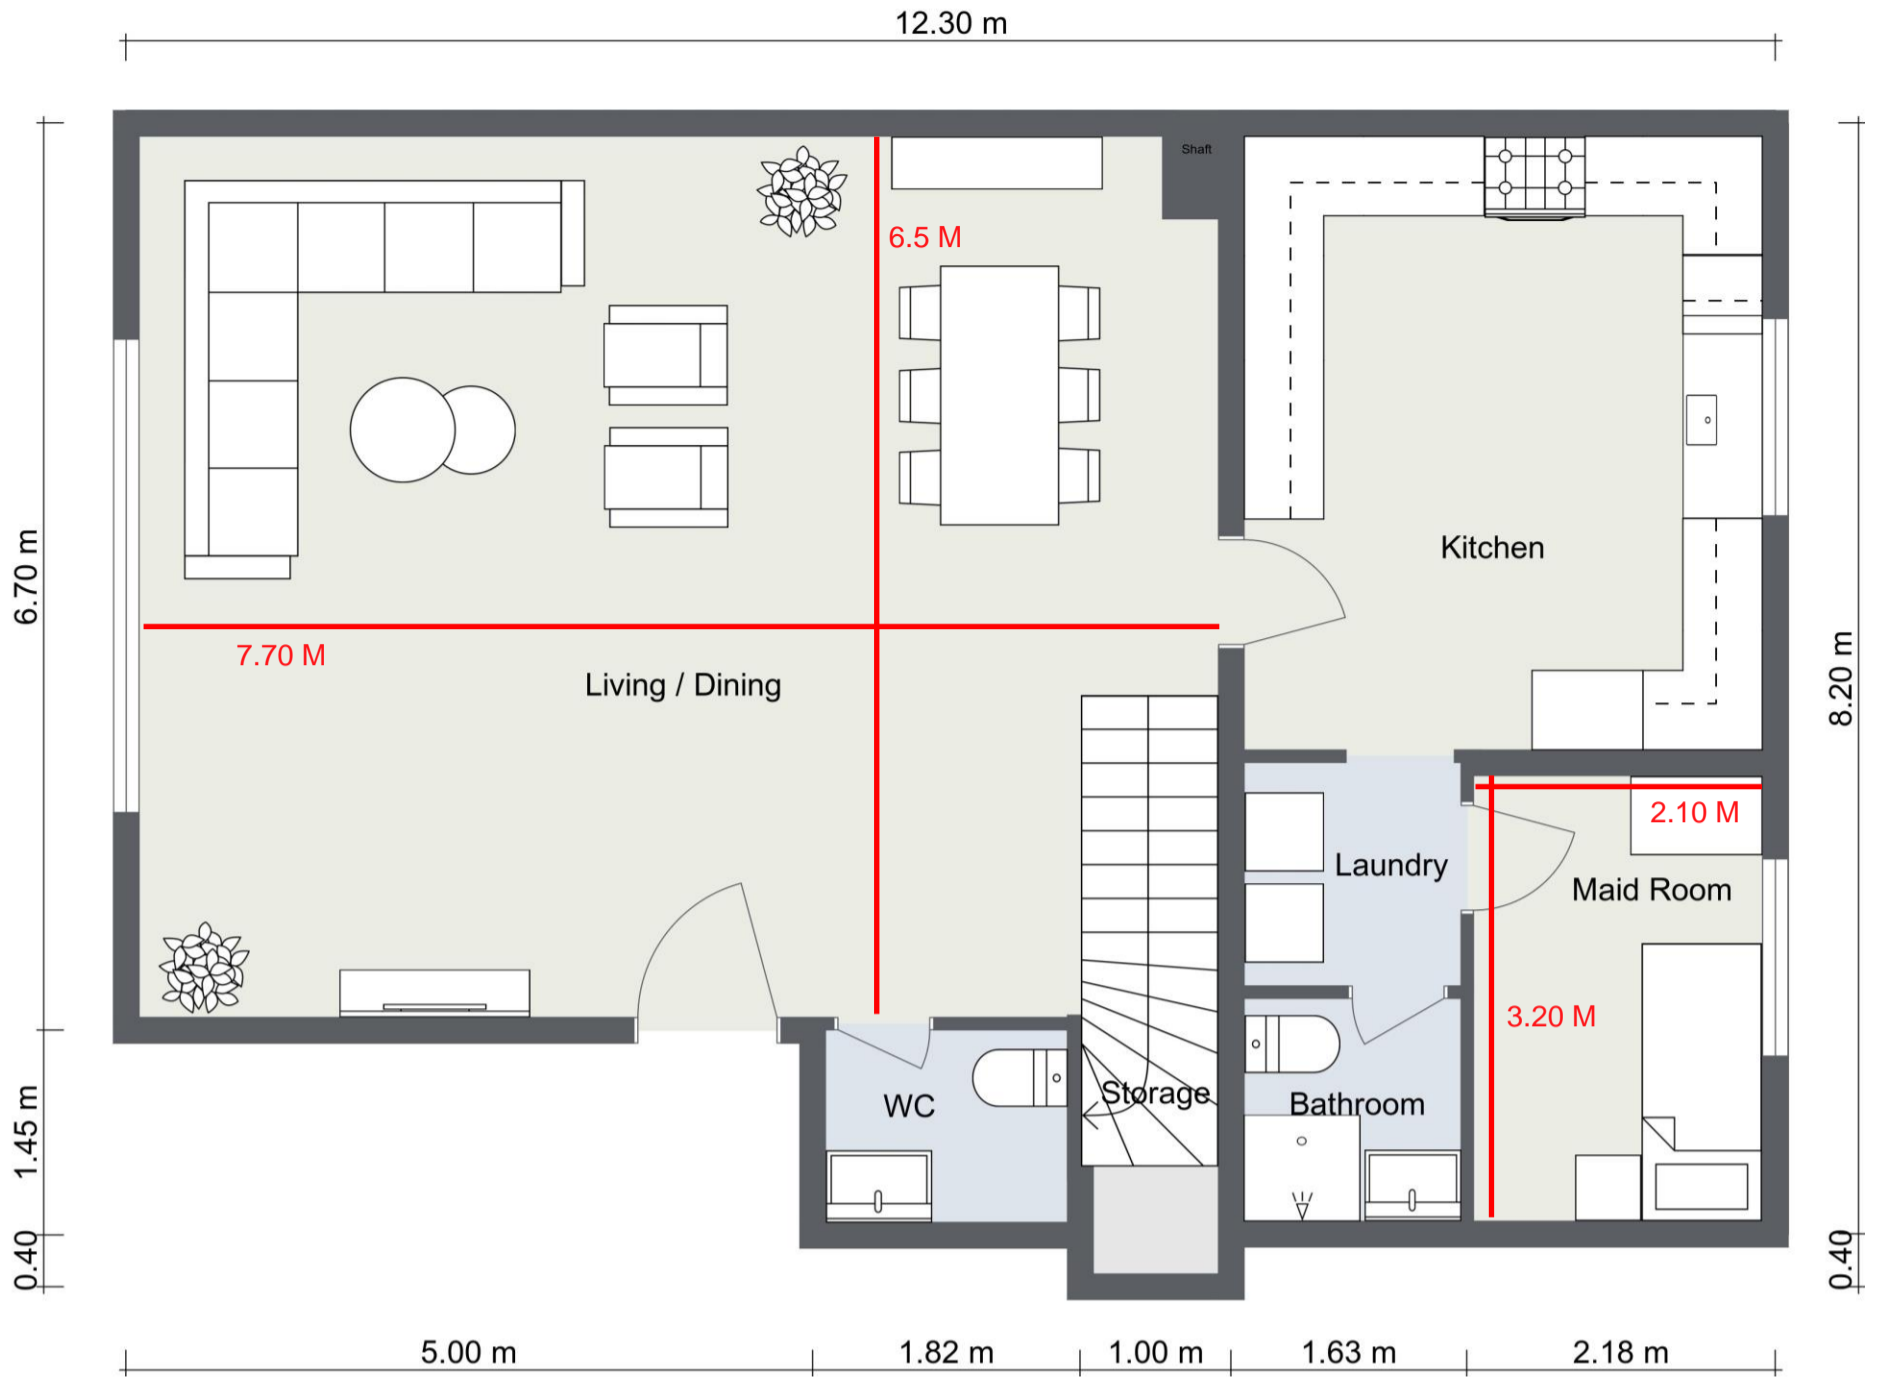 12.30 m
Shaft
6.5 M
6.70 m
Kitchen
7.70 M
Living / Dining
8.20 m
2.10 M
Laundry
Maid Room
3.20 M
1.45 m
WC
Storage
Bathroom
0.40
0.40
5.00 m
1.82 m
1.00 m
1.63 m
2.18 m